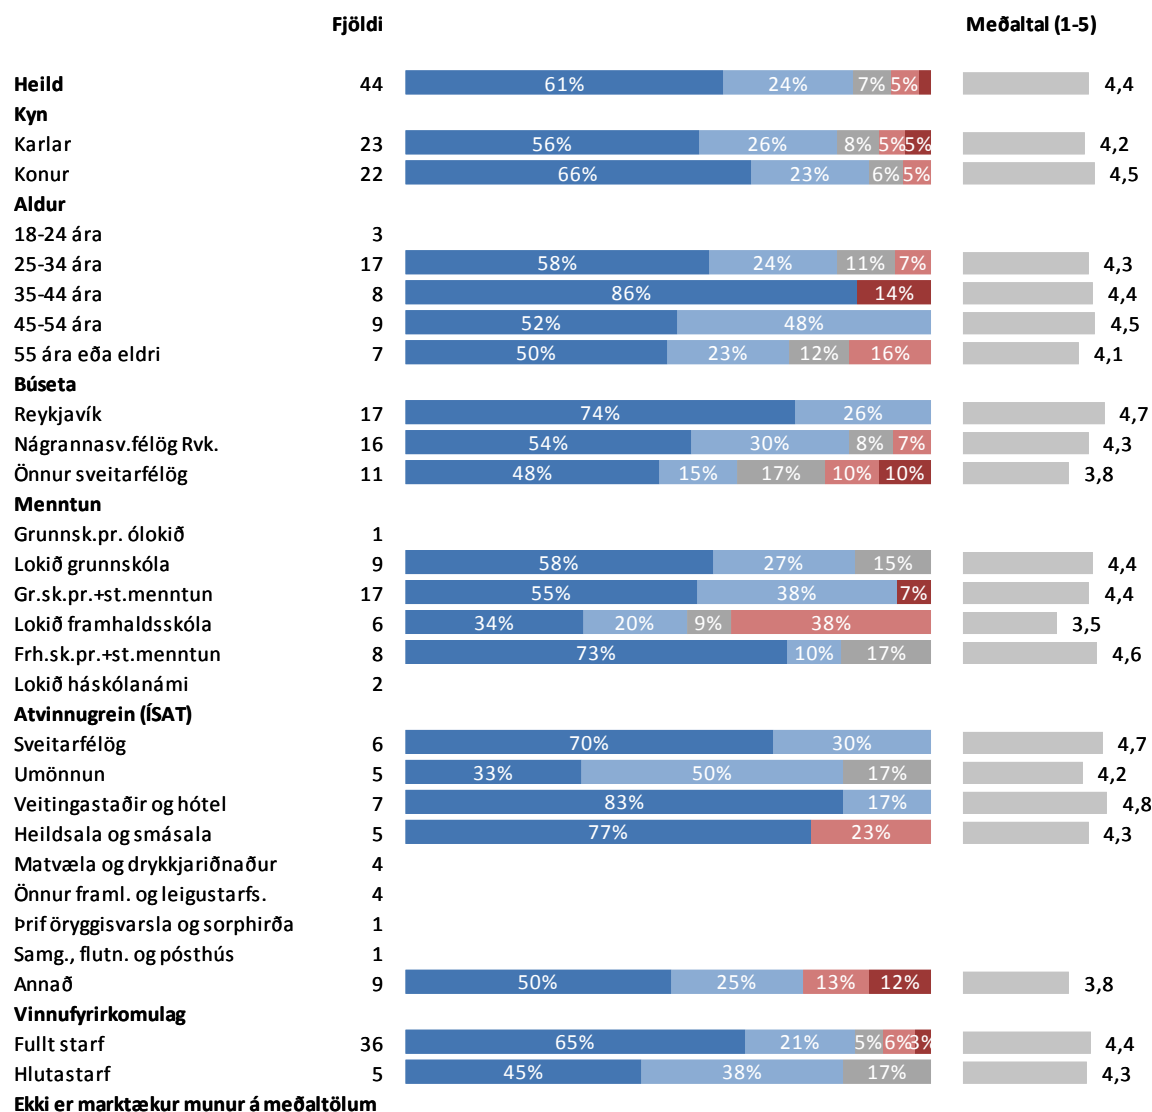 Fjöldi Meðaltal (1-5)
Heild 44 61% 24% 7% 5% 4,4
Kyn
Karlar 23 56% 26% 8% 5% 5% 4,2
Konur 22 66% 23% 6% 5% 4,5
Aldur
18-24 ára 3
25-34 ára 17 58% 24% 11% 7% 4,3
35-44 ára 8 86% 14% 4,4
45-54 ára 9 52% 48% 4,5
55 ára eða eldri 7 50% 23% 12% 16% 4,1
Búseta
Reykjavík 17 74% 26% 4,7
Nágrannasv.félög Rvk. 16 54% 30% 8% 7% 4,3
Önnur sveitarfélög 11 48% 15% 17% 10% 10% 3,8
Menntun
Grunnsk.pr. ólokið 1
Lokið grunnskóla 9 58% 27% 15% 4,4
Gr.sk.pr.+st.menntun 17 55% 38% 7% 4,4
Lokið framhaldsskóla 6 34% 20% 9% 38% 3,5
Frh.sk.pr.+st.menntun 8 73% 10% 17% 4,6
Lokið háskólanámi 2
Atvinnugrein (ÍSAT)
Sveitarfélög 6 70% 30% 4,7
Umönnun 5 33% 50% 17% 4,2
Veitingastaðir og hótel 7 83% 17% 4,8
Heildsala og smásala 5 77% 23% 4,3
Matvæla og drykkjariðnaður 4
Önnur framl. og leigustarfs. 4
Þrif öryggisvarsla og sorphirða 1
Samg., flutn. og pósthús 1
Annað 9 50% 25% 13% 12% 3,8
Vinnufyrirkomulag
Fullt starf 36 65% 21% 5% 6% 3% 4,4
Hlutastarf 5 45% 38% 17% 4,3
Ekki er marktækur munur á meðaltölum